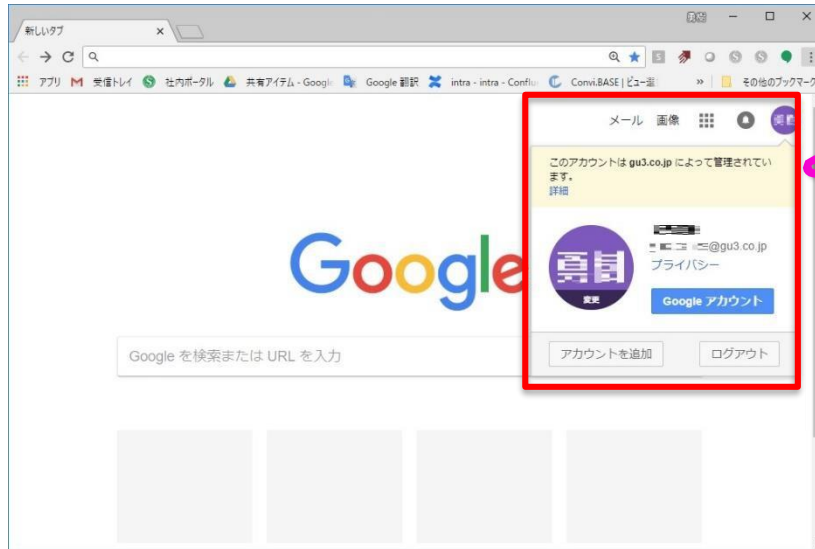 新しいタブ
アプリ 受信トレイ 社内ポータル 共有アイテム - Googl Google 翻訳 intra - intra - Conflu Convi.BASE | ビュー選 » その他のブックマーク
メール 画像
このアカウントは gu3.co.jp によって管理されてい
ます。
詳細
Google
@gu3.co.jp
プライバシー
変更
Google アカウント
Google を検索または URL を入力
アカウントを追加 ログアウト